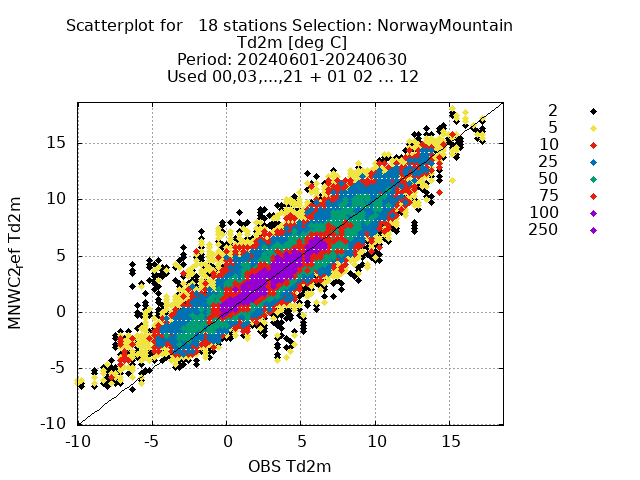 Scatterplot for   18 stations Selection: NorwayMountain
Td2m [deg C]
Period: 20240601-20240630
Used 00,03,...,21 + 01 02 ... 12
2
5
10
25
50
75
100
250
15
10
5
0
-5
-10
-10 -5 0 5 10 15
OBS Td2m
Td2m